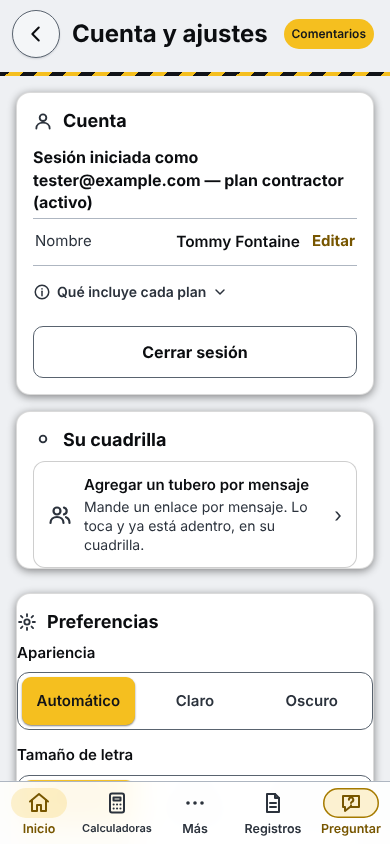 Cuenta y ajustes
Comentarios
Cuenta
Sesión iniciada como
tester@example.com — plan contractor
(activo)
Nombre
Tommy Fontaine
Editar
Qué incluye cada plan
Cerrar sesión
Su cuadrilla
Agregar un tubero por mensaje
Mande un enlace por mensaje. Lo
toca y ya está adentro, en su
cuadrilla.
Preferencias
Apariencia
Automático
Claro
Oscuro
Tamaño de letra
Inicio
Calculadoras
Más
Registros
Preguntar